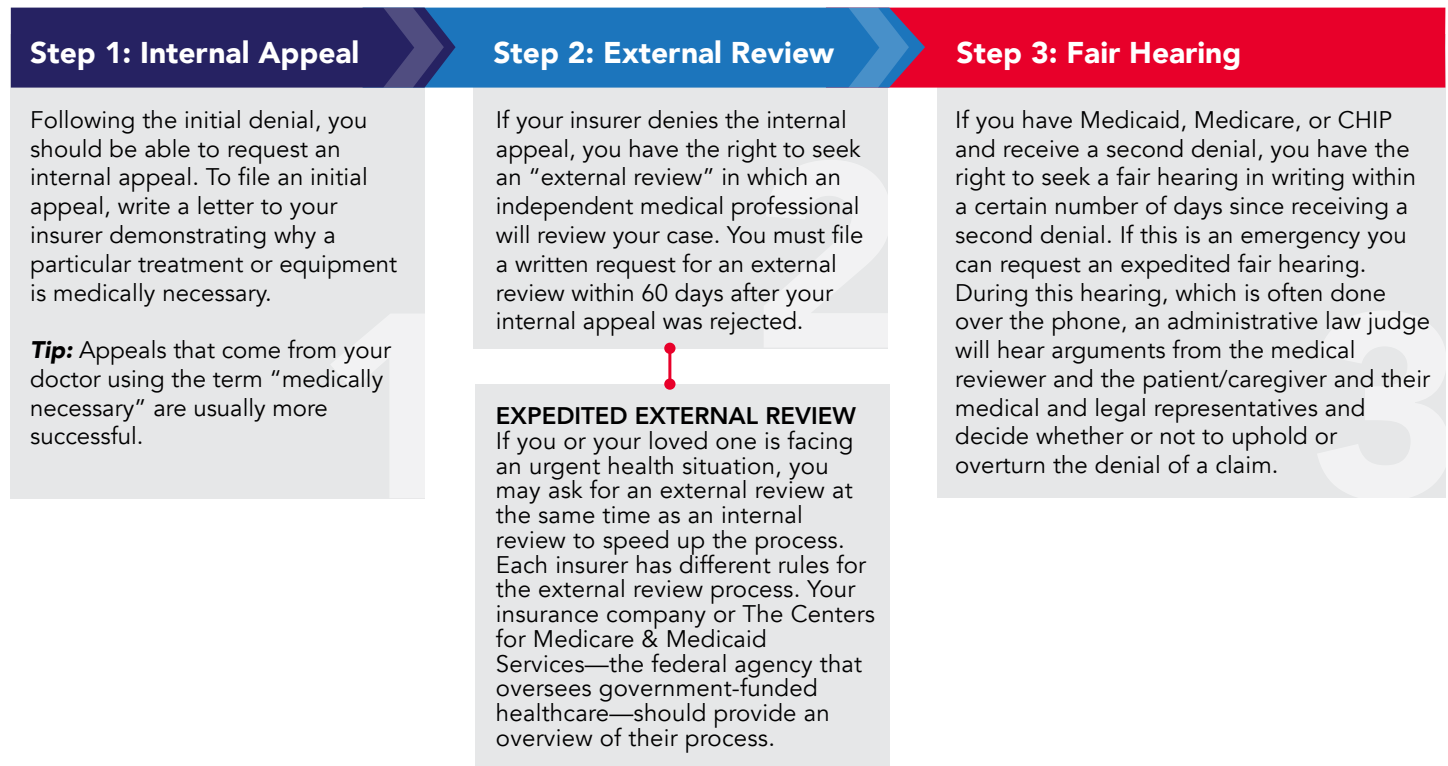 Step 1: Internal Appeal
Following the initial denial, you
should be able to request an
internal appeal. To file an initial
appeal, write a letter to your
insurer demonstrating why a
particular treatment or equipment
is medically necessary.
Tip: Appeals that come from your
doctor using the term “medically
necessary” are usually more
successful.
1
Step 2: External Review
If your insurer denies the internal
appeal, you have the right to seek
an “external review” in which an
independent medical professional
will review your case. You must file
a written request for an external
review within 60 days after your
internal appeal was rejected.
2
EXPEDITED EXTERNAL REVIEW
If you or your loved one is facing
an urgent health situation, you
may ask for an external review at
the same time as an internal
review to speed up the process.
Each insurer has different rules for
the external review process. Your
insurance company or The Centers
for Medicare & Medicaid
Services—the federal agency that
oversees government-funded
healthcare—should provide an
overview of their process.
Step 3: Fair Hearing
If you have Medicaid, Medicare, or CHIP
and receive a second denial, you have the
right to seek a fair hearing in writing within
a certain number of days since receiving a
second denial. If this is an emergency you
can request an expedited fair hearing.
During this hearing, which is often done
over the phone, an administrative law judge
will hear arguments from the medical
reviewer and the patient/caregiver and their
medical and legal representatives and
decide whether or not to uphold or
overturn the denial of a claim.
3